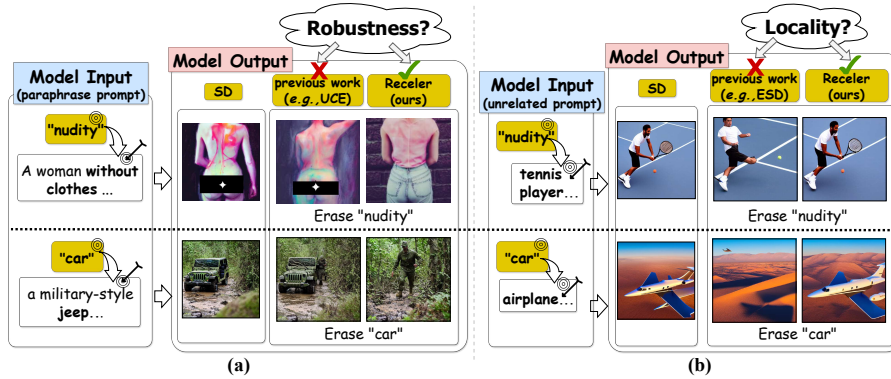 Robustness?
Model Input
(paraphrase prompt)
Model Output
SD
previous work
(e.g.,UCE)
Receler
(ours)
"nudity"
A woman without
clothes ...
Erase "nudity"
"car"
a military-style
jeep...
Erase "car"
(a)
Locality?
Model Input
(unrelated prompt)
Model Output
SD
previous work
(e.g.,ESD)
Receler
(ours)
"nudity"
tennis
player...
Erase "nudity"
"car"
airplane...
Erase "car"
(b)